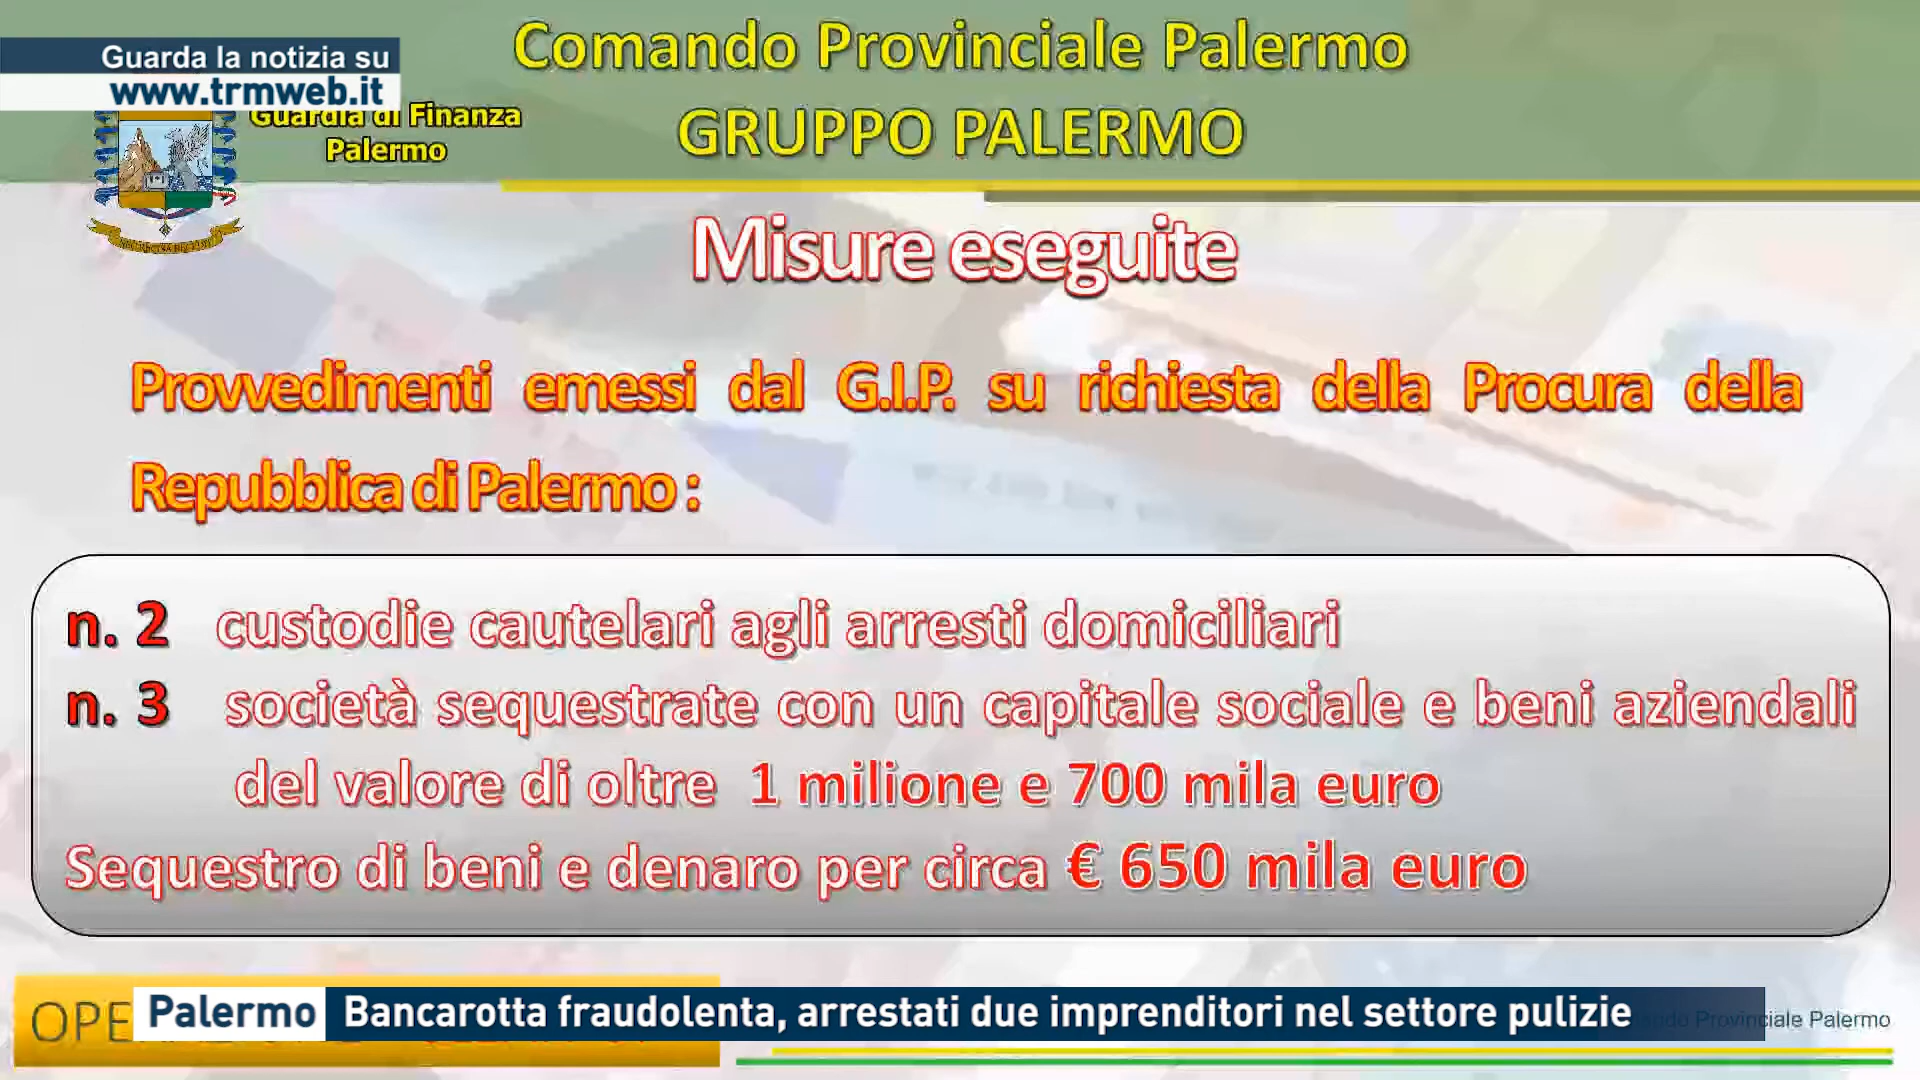 Guarda la notizia su
www.trmweb.it
Comando Provinciale Palermo
GRUPPO PALERMO
Guardia di Finanza
Palermo
Misure eseguite
Provvedimenti emessi dal G.I.P. su richiesta della Procura della
Repubblica di Palermo :
n. 2 custodie cautelari agli arresti domiciliari
n. 3 società sequestrate con un capitale sociale e beni aziendali
del valore di oltre 1 milione e 700 mila euro
Sequestro di beni e denaro per circa € 650 mila euro
OPE
Palermo Bancarotta fraudolenta, arrestati due imprenditori nel settore pulizie
Provinciale Palermo